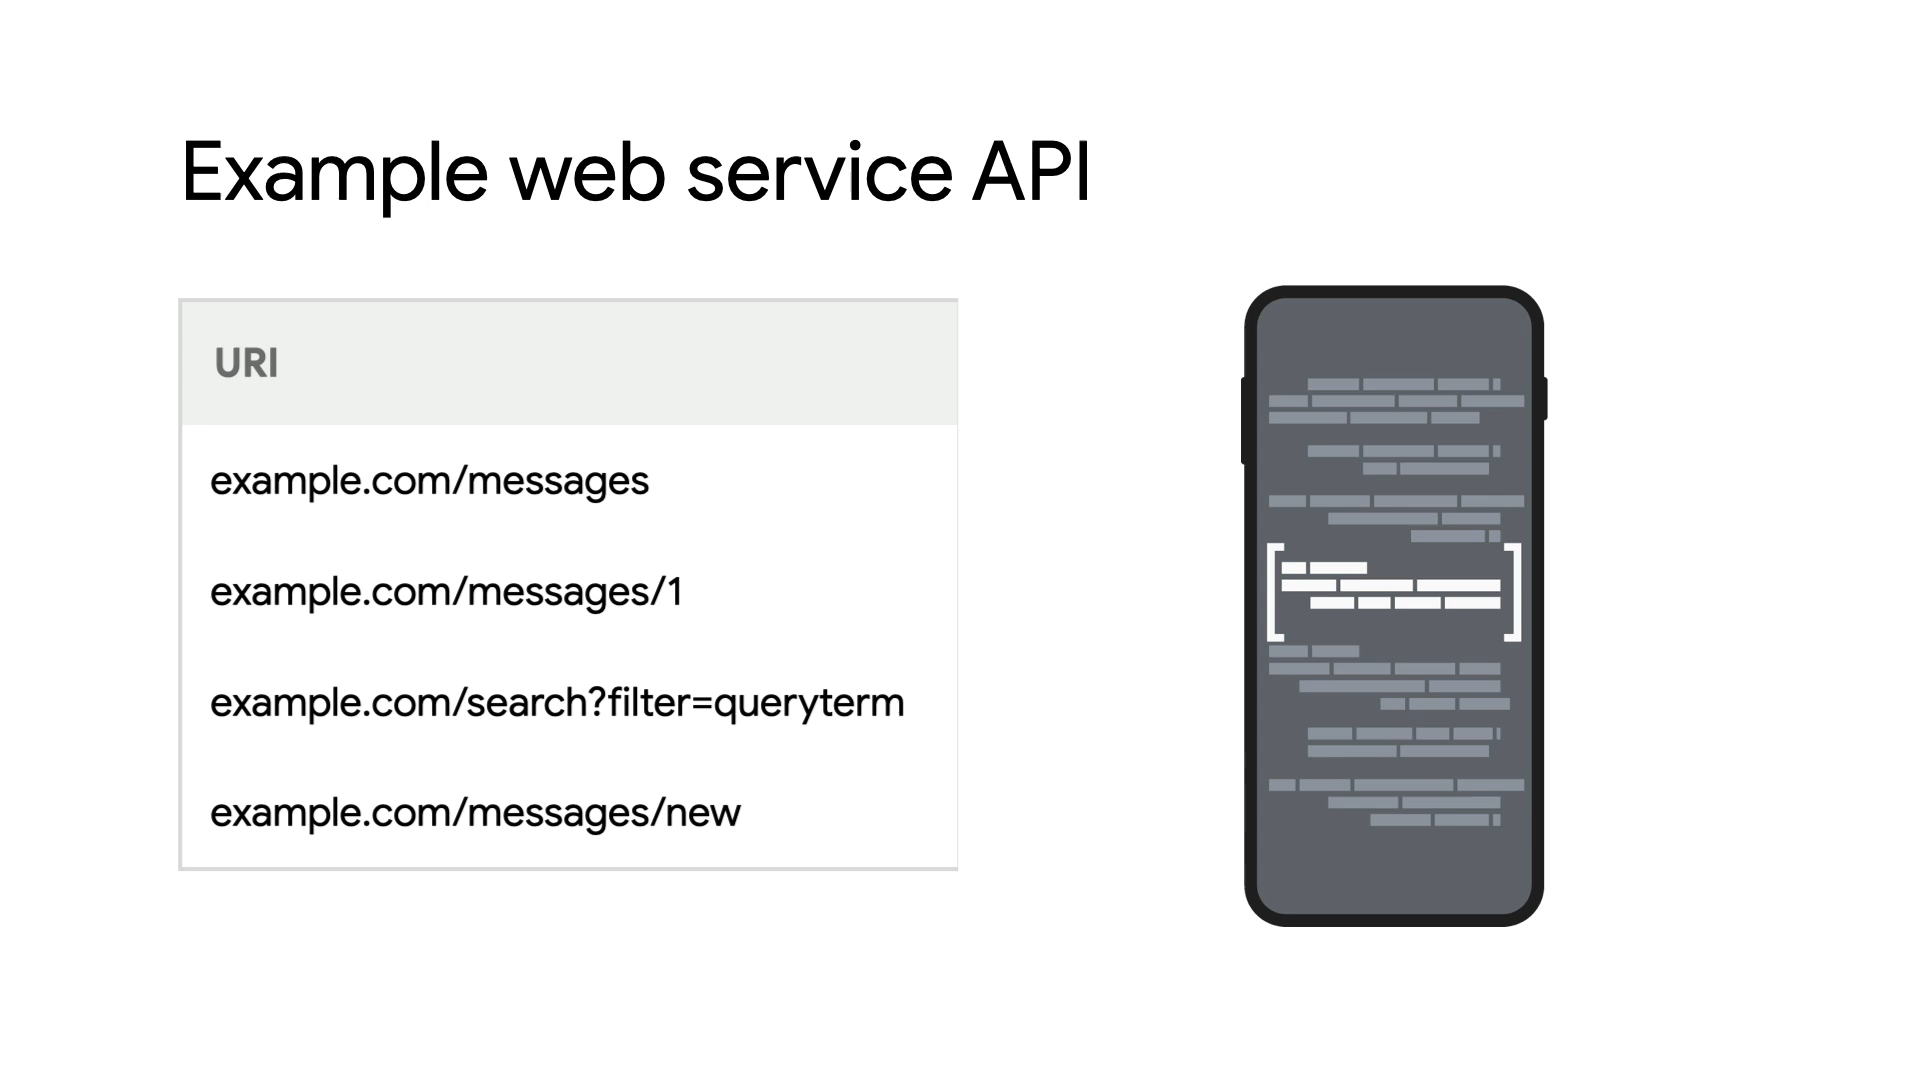 Example web service API
URI
example.com/messages
example.com/messages/1
example.com/search?filter=queryterm
example.com/messages/new